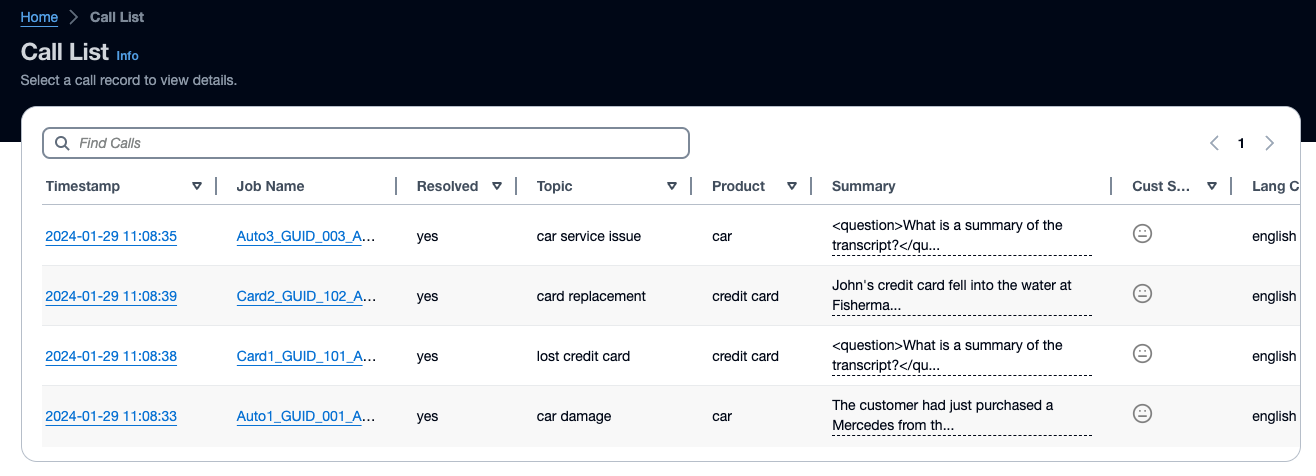 Home > Call List
Call List Info
Select a call record to view details.
Find Calls
1
Timestamp Job Name Resolved Topic Product Summary Cust S... Lang C
2024-01-29 11:08:35 Auto3_GUID_003_A... yes car service issue car <question>What is a summary of the transcript?</qu... english
2024-01-29 11:08:39 Card2_GUID_102_A... yes card replacement credit card John's credit card fell into the water at Fisherma... english
2024-01-29 11:08:38 Card1_GUID_101_A... yes lost credit card credit card <question>What is a summary of the transcript?</qu... english
2024-01-29 11:08:33 Auto1_GUID_001_A... yes car damage car The customer had just purchased a Mercedes from th... english